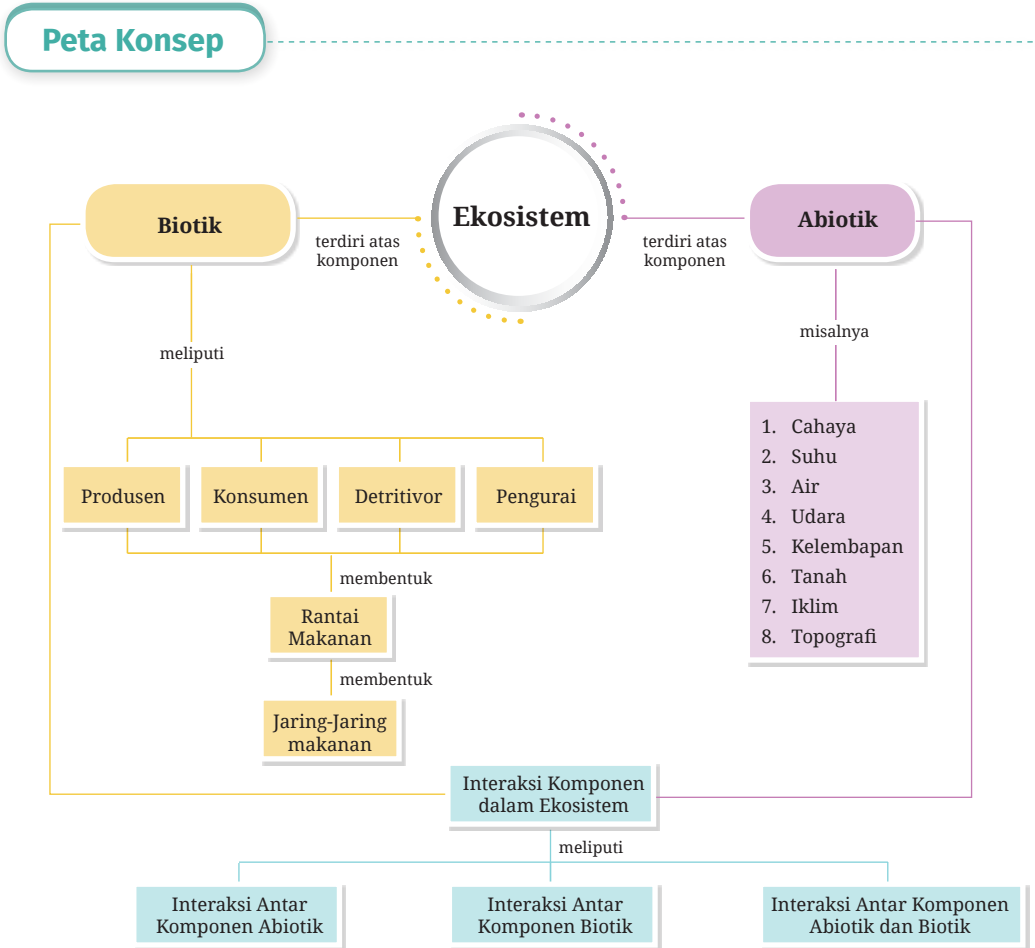 Peta Konsep
Ekosistem
Biotik
terdiri atas
komponen
terdiri atas
komponen
Abiotik
meliputi
misalnya
Produsen
Konsumen
Detritivor
Pengurai
membentuk
Rantai
Makanan
membentuk
Jaring-Jaring
makanan
1. Cahaya
2. Suhu
3. Air
4. Udara
5. Kelembapan
6. Tanah
7. Iklim
8. Topografi
Interaksi Komponen
dalam Ekosistem
meliputi
Interaksi Antar
Komponen Abiotik
Interaksi Antar
Komponen Biotik
Interaksi Antar Komponen
Abiotik dan Biotik